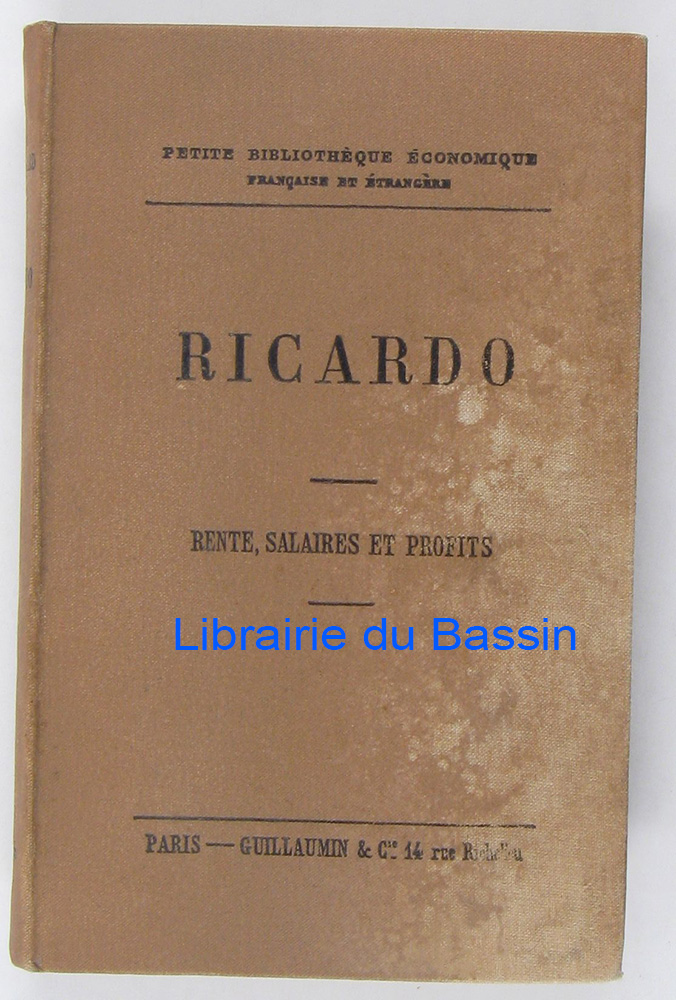 PETITE BIBLIOTHÈQUE ÉCONOMIQUE
FRANÇAISE ET ÉTRANGÈRE
RICARDO
RENTE, SALAIRES ET PROFITS
Librairie du Bassin
PARIS — GUILLAUMIN & Cie 14 rue Richelieu